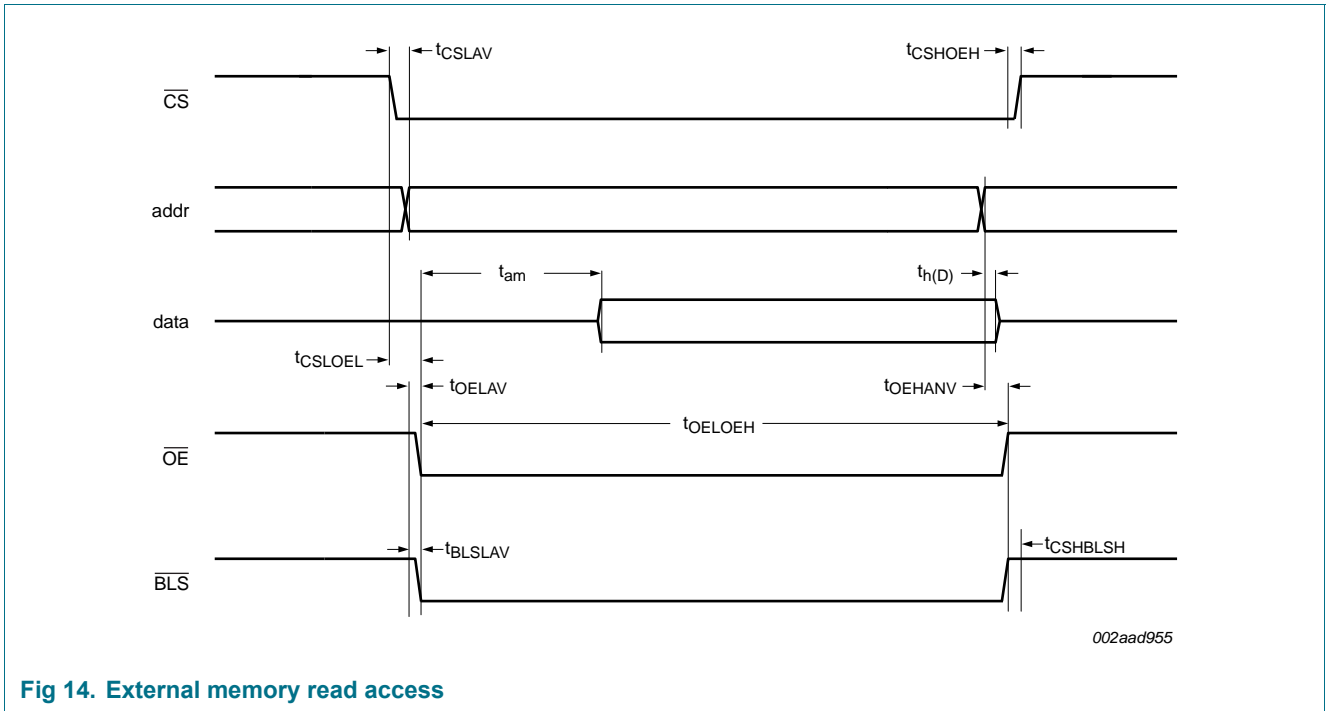 tCSLAV
tCSHOEH
CS
addr
tam
th(D)
data
tCSLOEL
tOELAV
tOEHANV
tOELOEH
OE
tBLSLAV
tCSHBLSH
BLS
002aad955
Fig 14. External memory read access